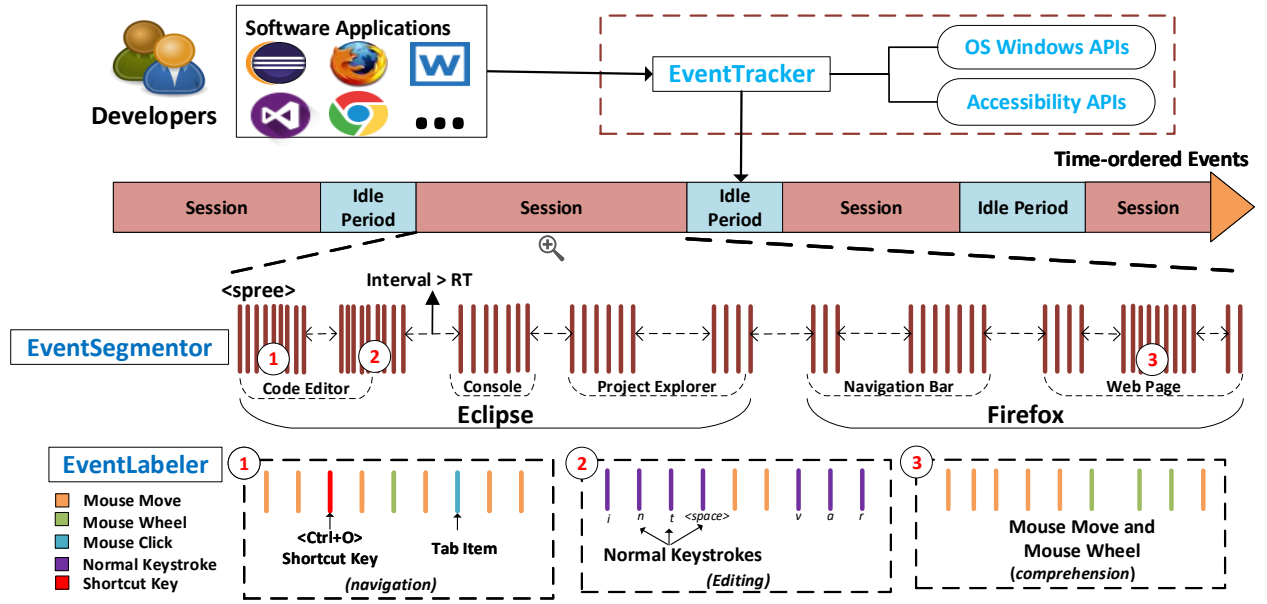 Software Applications
W
Developers
EventTracker
OS Windows APIs
Accessibility APIs
Time-ordered Events
Session
Idle
Period
Session
Idle
Period
Session
Idle Period
Session
<spree>
Interval > RT
EventSegmentor
1
2
3
Code Editor
Console
Project Explorer
Navigation Bar
Web Page
Eclipse
Firefox
EventLabeler
Mouse Move
Mouse Wheel
Mouse Click
Normal Keystroke
Shortcut Key
1
<Ctrl+O>
Shortcut Key
Tab Item
(navigation)
2
i n t <space> v a r
Normal Keystrokes
(Editing)
3
Mouse Move and
Mouse Wheel
(comprehension)